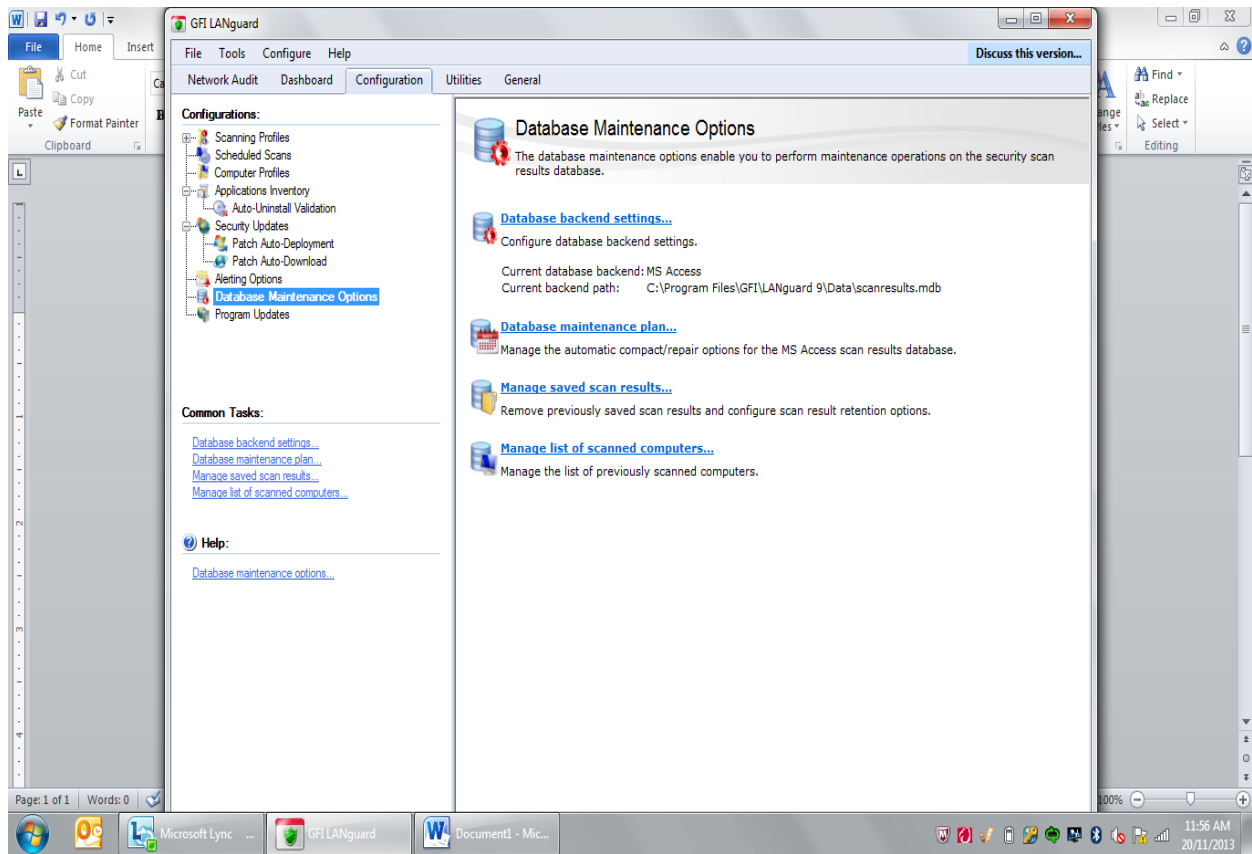 GFI LANguard
File Home Insert
File Tools Configure Help
Discuss this version...
Network Audit Dashboard Configuration Utilities General
Cut
Copy
Paste
Format Painter
Clipboard
Find
Replace
Select
Editing
Configurations:
Scanning Profiles
Scheduled Scans
Computer Profiles
Applications Inventory
Auto-Uninstall Validation
Security Updates
Patch Auto-Deployment
Patch Auto-Download
Alerting Options
Database Maintenance Options
Program Updates
Common Tasks:
Database backend settings...
Database maintenance plan...
Manage saved scan results...
Manage list of scanned computers...
Help:
Database maintenance options...
Database Maintenance Options
The database maintenance options enable you to perform maintenance operations on the security scan
results database.
Database backend settings...
Configure database backend settings.
Current database backend: MS Access
Current backend path: C:\Program Files\GFI\LANguard 9\Data\scanresults.mdb
Database maintenance plan...
Manage the automatic compact/repair options for the MS Access scan results database.
Manage saved scan results...
Remove previously saved scan results and configure scan result retention options.
Manage list of scanned computers...
Manage the list of previously scanned computers.
Page: 1 of 1 Words: 0
100%
Microsoft Lync ...
GFI LANguard
Document1 - Mic...
11:56 AM
20/11/2013